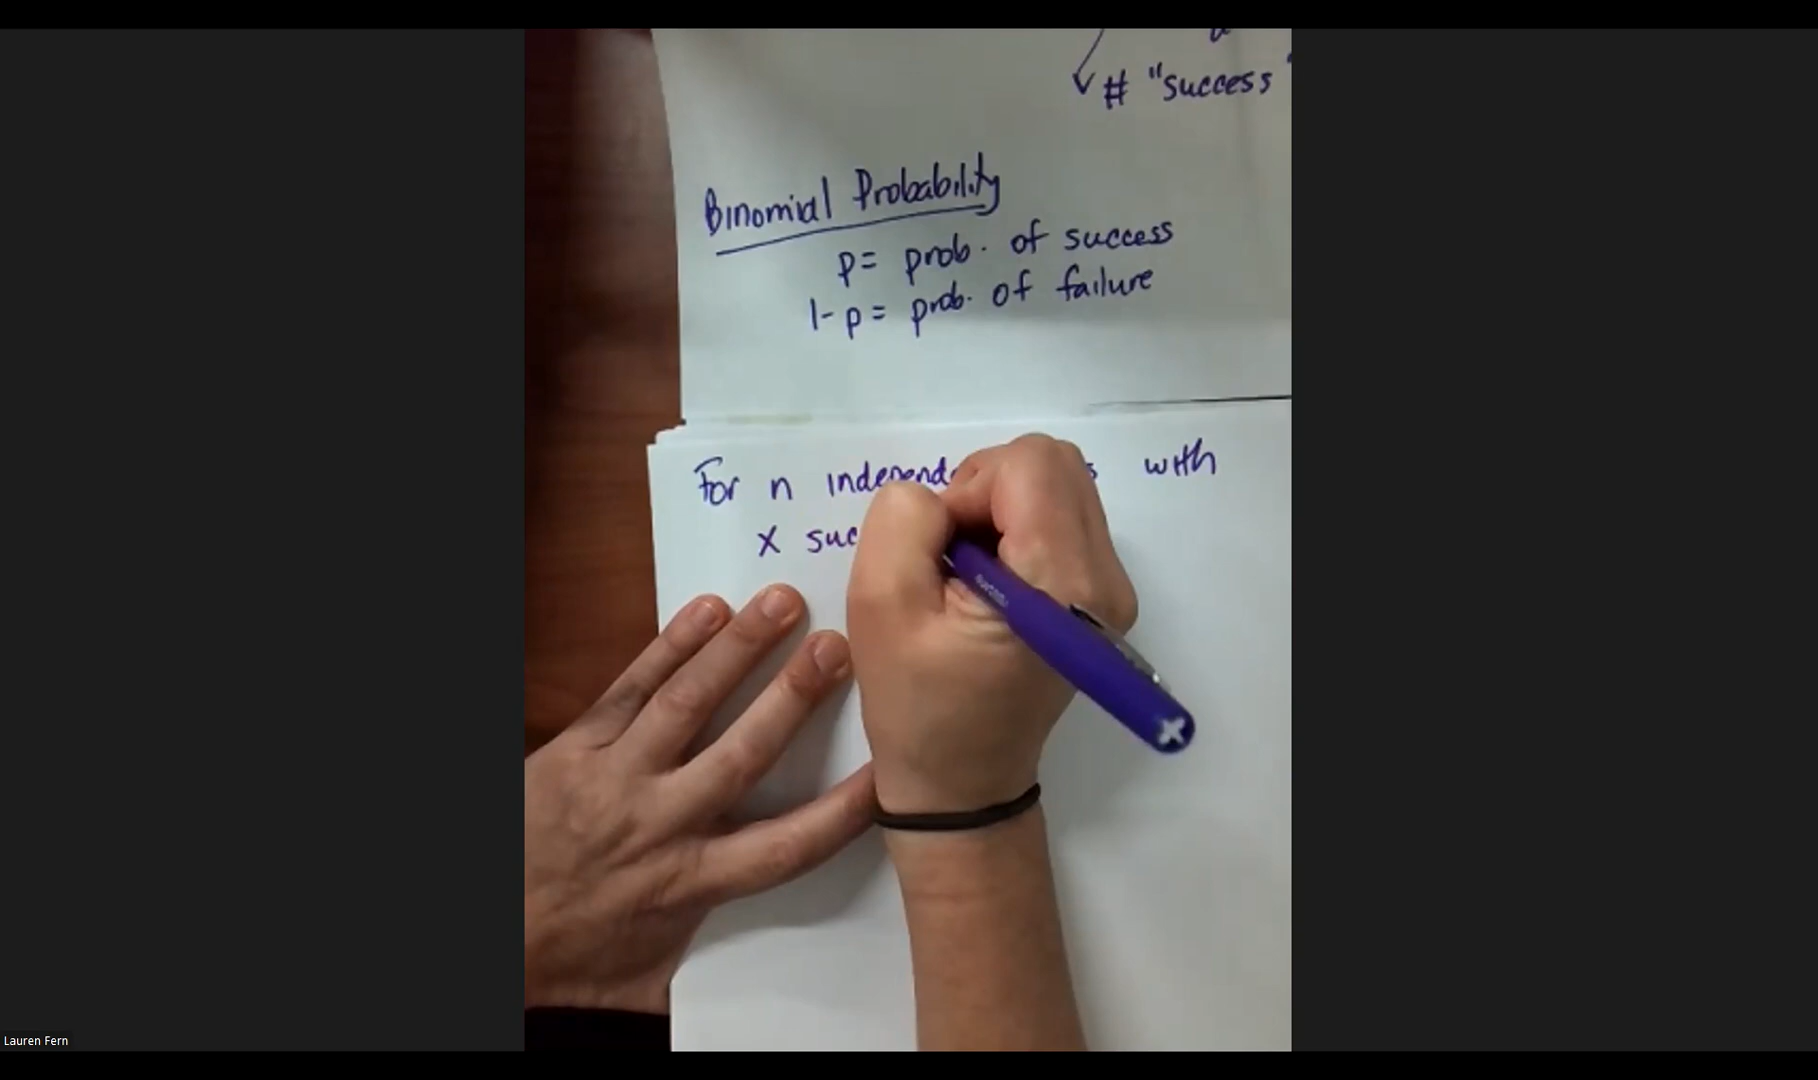 # "success"
Binomial Probability
p = prob. of success
1-p = prob. of failure
For n with
x
Lauren Fern